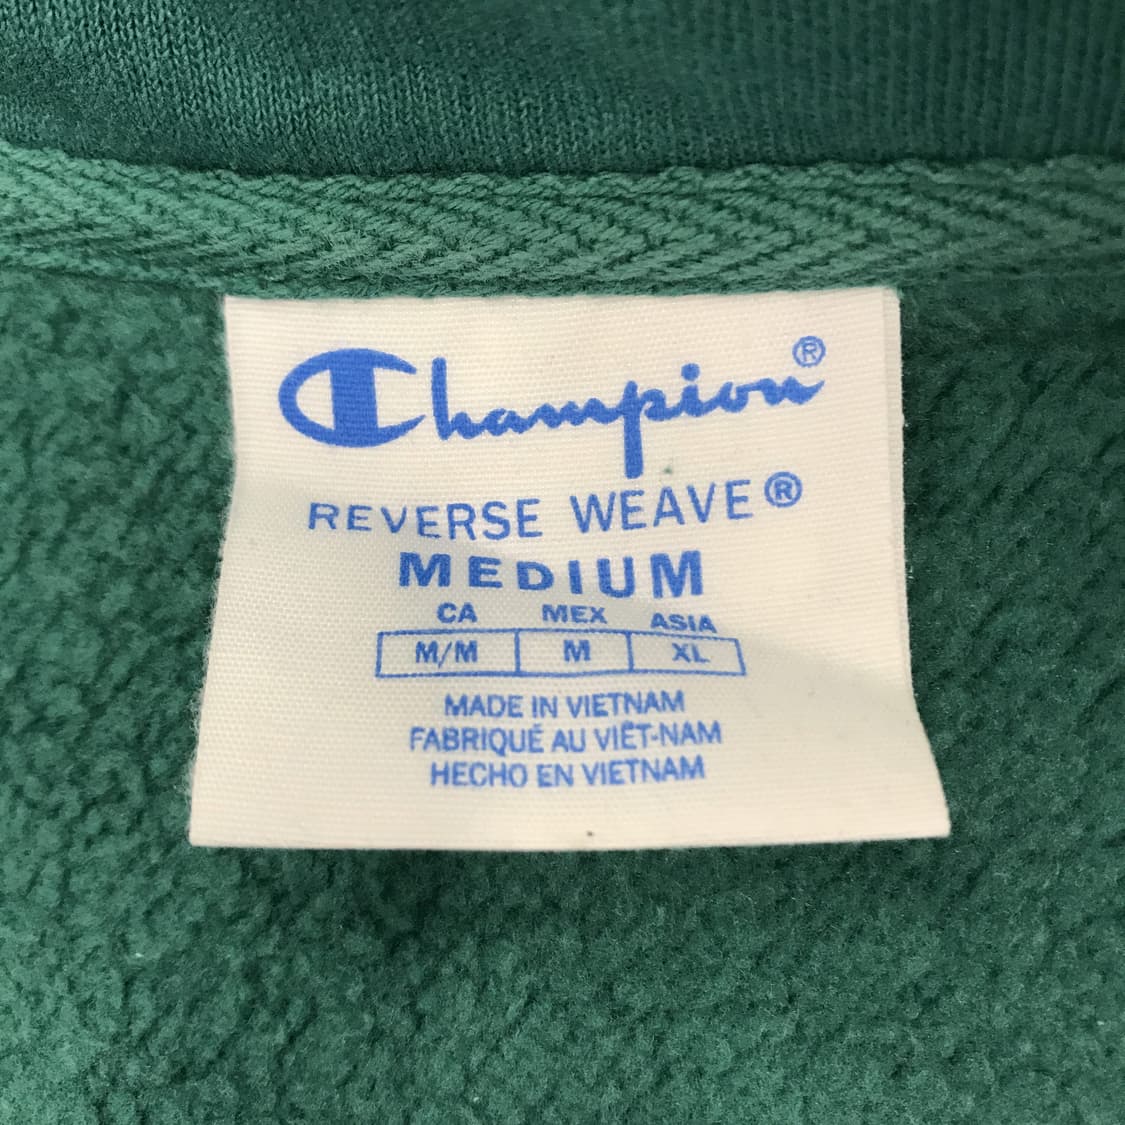 Champion®
REVERSE WEAVE®
MEDIUM
CA MEX ASIA
M/M M XL
MADE IN VIETNAM
FABRIQUÉ AU VIÊT-NAM
HECHO EN VIETNAM